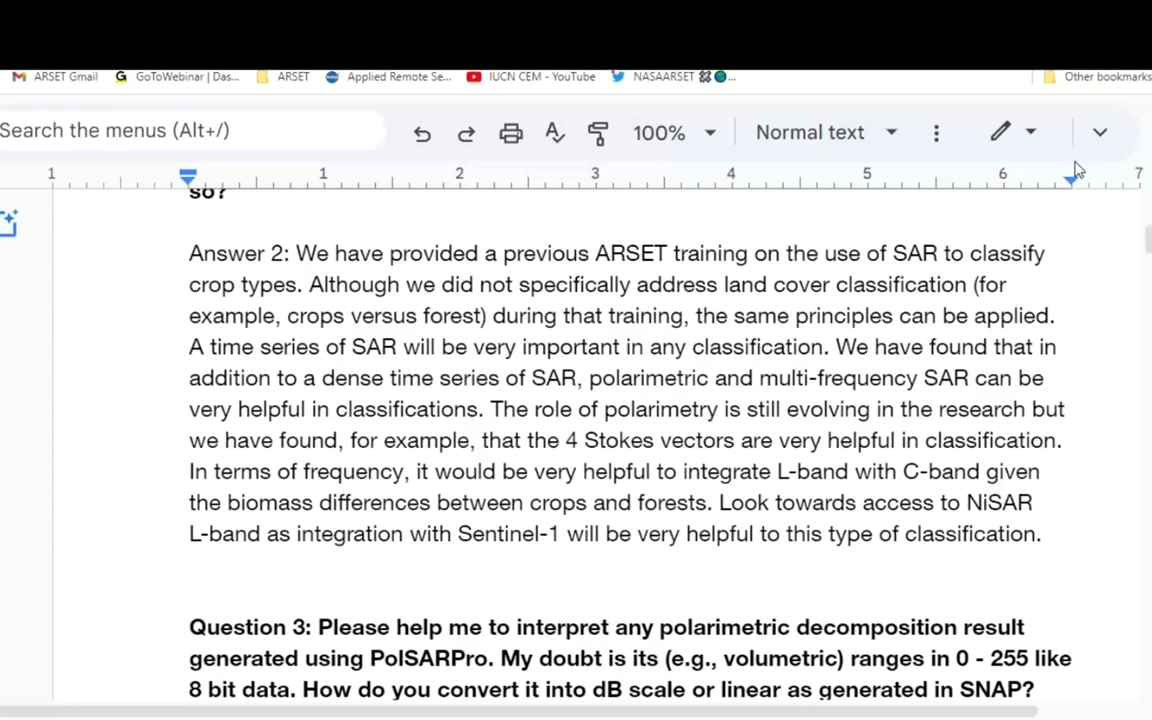 ARSET Gmail GoToWebinar | Das... ARSET Applied Remote Se... IUCN CEM - YouTube NASAARSET 🛰🌎... Other bookmarks
Search the menus (Alt+/) 100% Normal text
1 1 2 3 4 5 6 7
so?
Answer 2: We have provided a previous ARSET training on the use of SAR to classify
crop types. Although we did not specifically address land cover classification (for
example, crops versus forest) during that training, the same principles can be applied.
A time series of SAR will be very important in any classification. We have found that in
addition to a dense time series of SAR, polarimetric and multi-frequency SAR can be
very helpful in classifications. The role of polarimetry is still evolving in the research but
we have found, for example, that the 4 Stokes vectors are very helpful in classification.
In terms of frequency, it would be very helpful to integrate L-band with C-band given
the biomass differences between crops and forests. Look towards access to NiSAR
L-band as integration with Sentinel-1 will be very helpful to this type of classification.
Question 3: Please help me to interpret any polarimetric decomposition result
generated using PolSARPro. My doubt is its (e.g., volumetric) ranges in 0 - 255 like
8 bit data. How do you convert it into dB scale or linear as generated in SNAP?